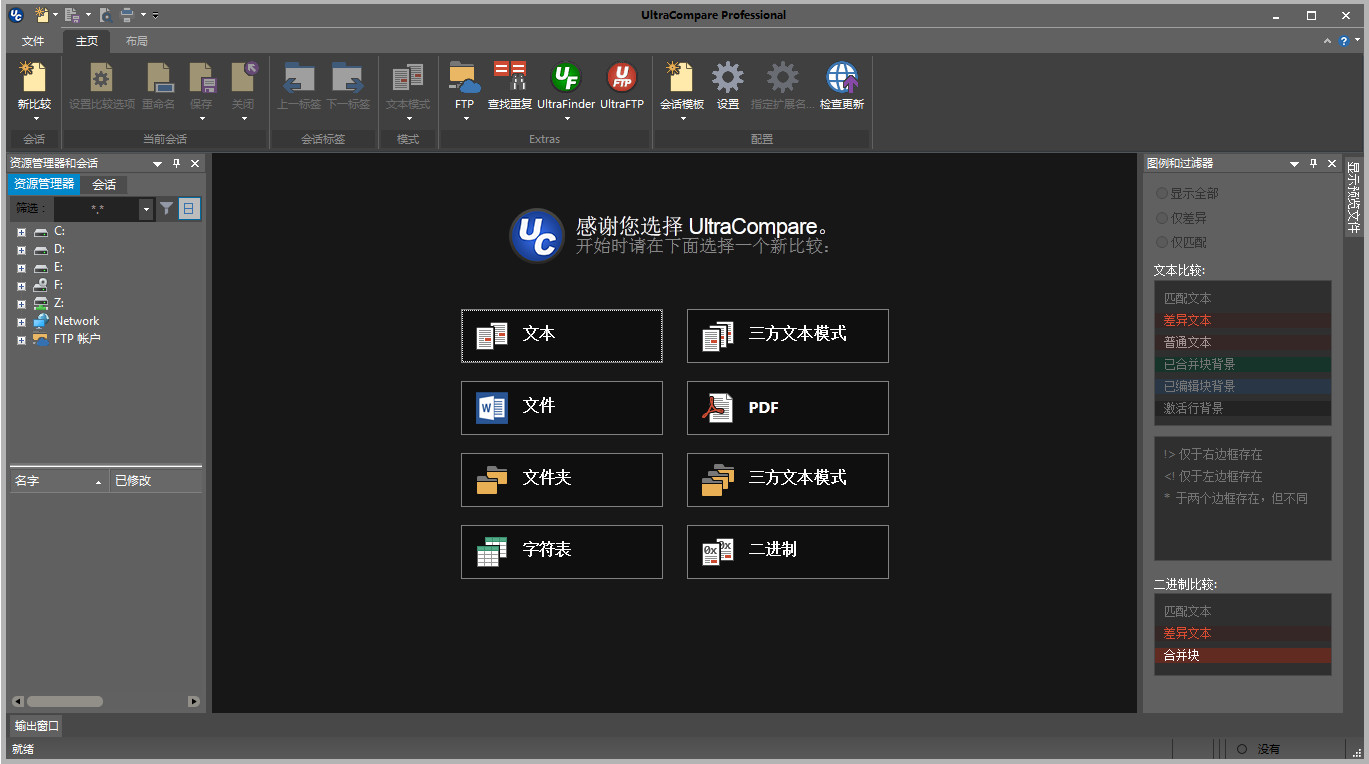 UltraCompare Professional
文件 主页 布局
新比较 设置比较选项 重命名 保存 关闭 上一标签 下一标签 文本模式 FTP 查找重复 UltraFinder UltraFTP 会话模板 设置 指定扩展名... 检查更新
会话 当前会话 会话标签 模式 Extras 配置
资源管理器和会话
资源管理器 会话
筛选： *.*
C:
D:
E:
F:
Z:
Network
FTP 帐户
名字 已修改
感谢您选择 UltraCompare。
开始时请在下面选择一个新比较:
文本 三方文本模式
文件 PDF
文件夹 三方文本模式
字符表 二进制
图例和过滤器
显示全部
仅差异
仅匹配
文本比较:
匹配文本
差异文本
普通文本
已合并块背景
已编辑块背景
激活行背景
!> 仅于右边框存在
<! 仅于左边框存在
* 于两个边框存在，但不同
二进制比较:
匹配文本
差异文本
合并块
显示预览文件
输出窗口
就绪 没有